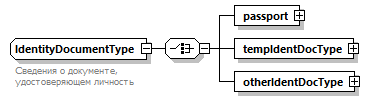 passport
IdentityDocumentType
tempIdentDocType
Сведения о документе,
удостоверяющем личность
otherIdentDocType